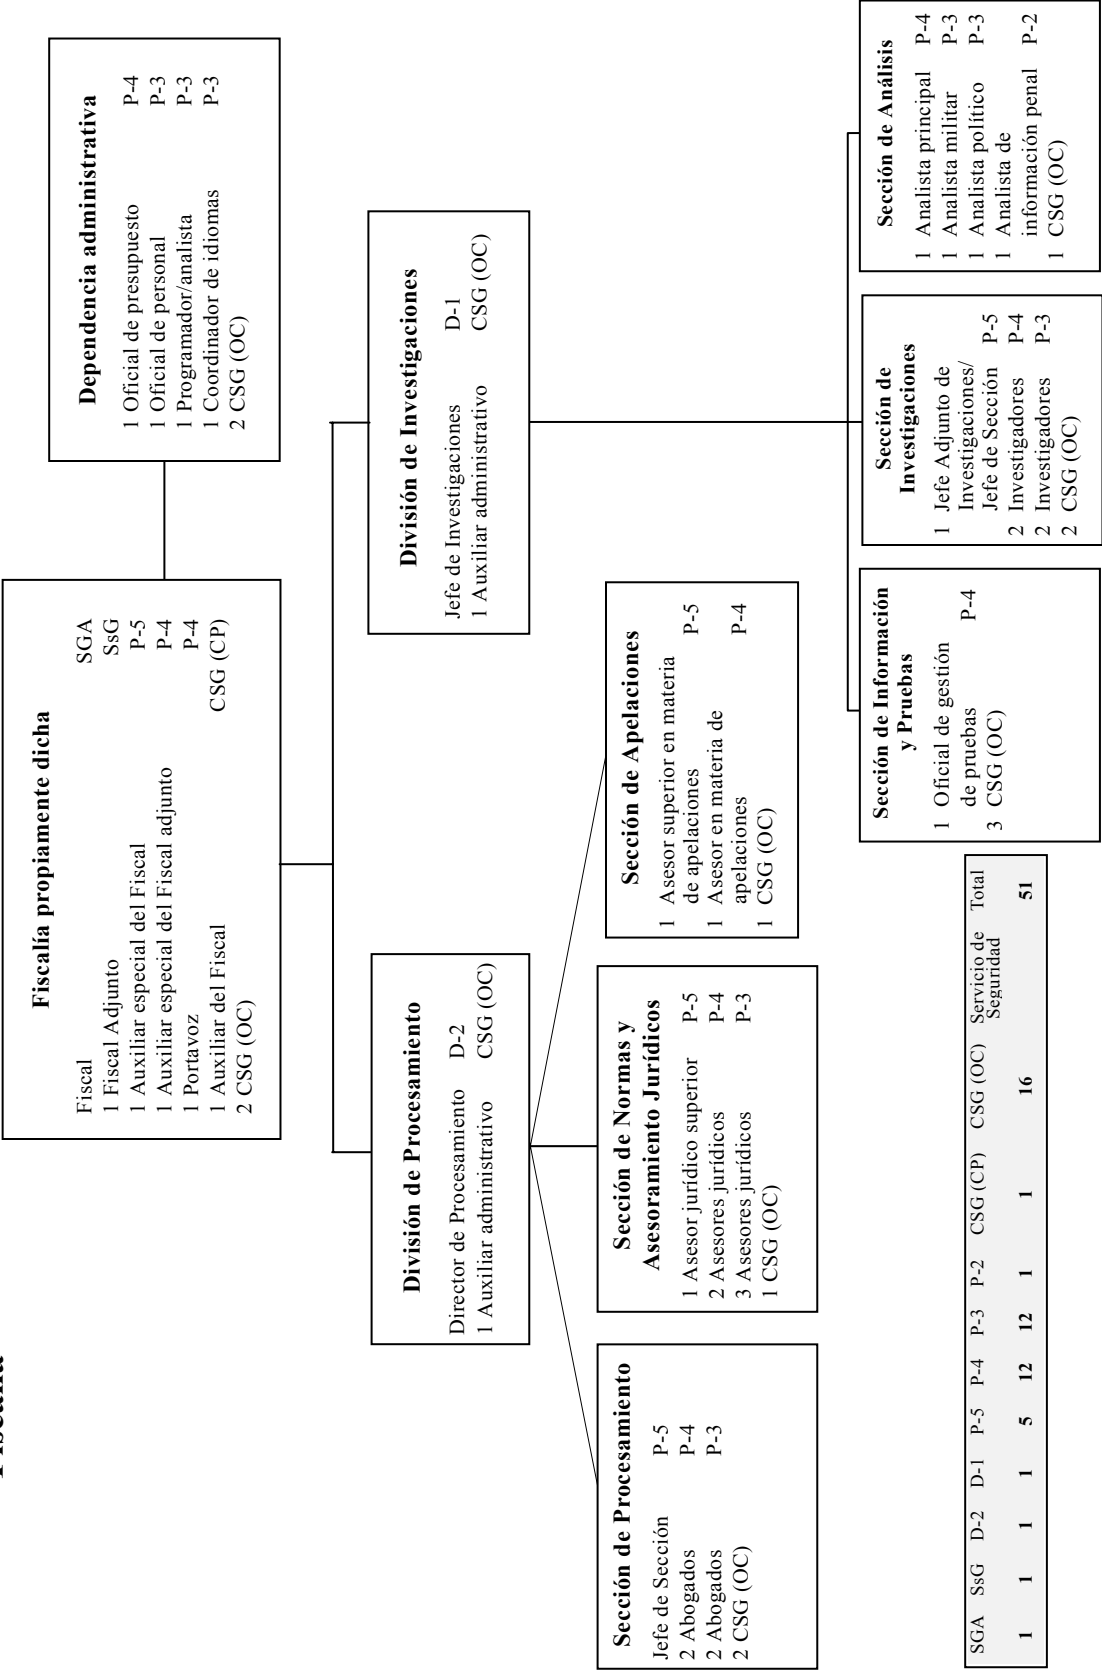 Fiscalía propiamente dicha
Fiscal SGA
1 Fiscal Adjunto SsG
1 Auxiliar especial del Fiscal P-5
1 Auxiliar especial del Fiscal adjunto P-4
1 Portavoz P-4
1 Auxiliar del Fiscal CSG (CP)
2 CSG (OC)
Dependencia administrativa
1 Oficial de presupuesto P-4
1 Oficial de personal P-3
1 Programador/analista P-3
1 Coordinador de idiomas P-3
2 CSG (OC)
División de Procesamiento
Director de Procesamiento D-2
1 Auxiliar administrativo CSG (OC)
División de Investigaciones
Jefe de Investigaciones D-1
1 Auxiliar administrativo CSG (OC)
Sección de Procesamiento
Jefe de Sección P-5
2 Abogados P-4
2 Abogados P-3
2 CSG (OC)
Sección de Normas y
Asesoramiento Jurídicos
1 Asesor jurídico superior P-5
2 Asesores jurídicos P-4
3 Asesores jurídicos P-3
1 CSG (OC)
Sección de Apelaciones
1 Asesor superior en materia
de apelaciones P-5
1 Asesor en materia de
apelaciones P-4
1 CSG (OC)
Sección de Información
y Pruebas
1 Oficial de gestión
de pruebas P-4
3 CSG (OC)
Sección de
Investigaciones
1 Jefe Adjunto de
Investigaciones/
Jefe de Sección P-5
2 Investigadores P-4
2 Investigadores P-3
2 CSG (OC)
Sección de Análisis
1 Analista principal P-4
1 Analista militar P-3
1 Analista político P-3
1 Analista de
información penal P-2
1 CSG (OC)
SGA SsG D-2 D-1 P-5 P-4 P-3 P-2 CSG (CP) CSG (OC) Servicio de Seguridad Total
1 1 1 1 5 12 12 1 1 16 51